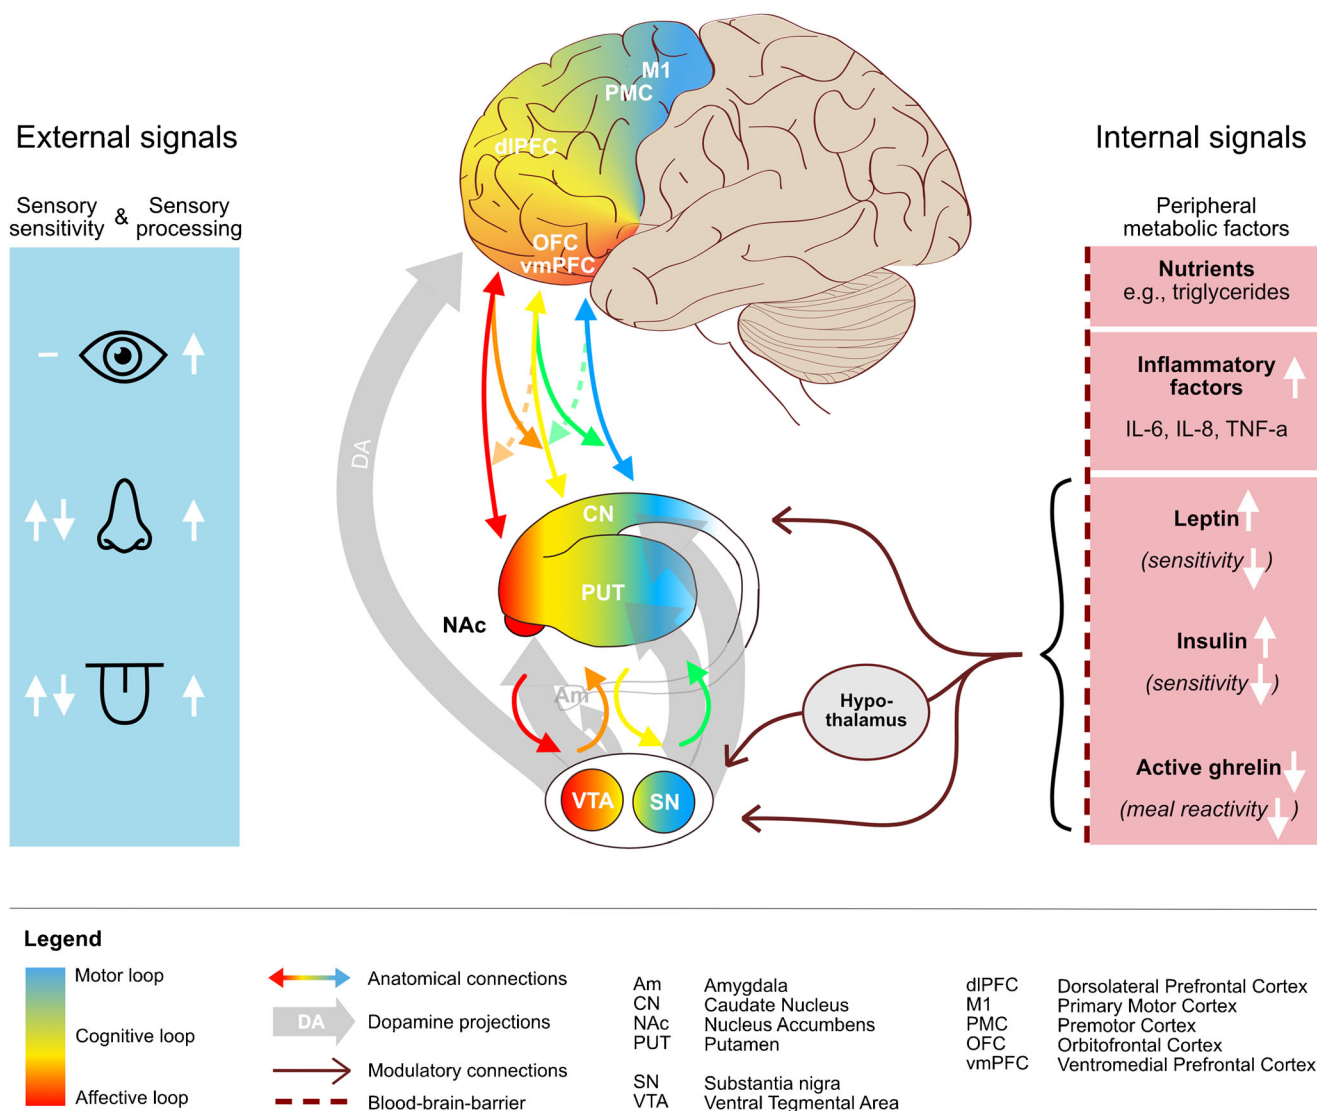 External signals
Sensory sensitivity & Sensory processing
M1
PMC
dlPFC
OFC
vmPFC
DA
CN
PUT
NAc
Am
VTA
SN
Hypo-
thalamus
Internal signals
Peripheral
metabolic factors
Nutrients
e.g., triglycerides
Inflammatory
factors
IL-6, IL-8, TNF-a
Leptin
(sensitivity )
Insulin
(sensitivity )
Active ghrelin
(meal reactivity )
Legend
Motor loop
Cognitive loop
Affective loop
Anatomical connections
DA Dopamine projections
Modulatory connections
Blood-brain-barrier
Am Amygdala
CN Caudate Nucleus
NAc Nucleus Accumbens
PUT Putamen
SN Substantia nigra
VTA Ventral Tegmental Area
dlPFC Dorsolateral Prefrontal Cortex
M1 Primary Motor Cortex
PMC Premotor Cortex
OFC Orbitofrontal Cortex
vmPFC Ventromedial Prefrontal Cortex